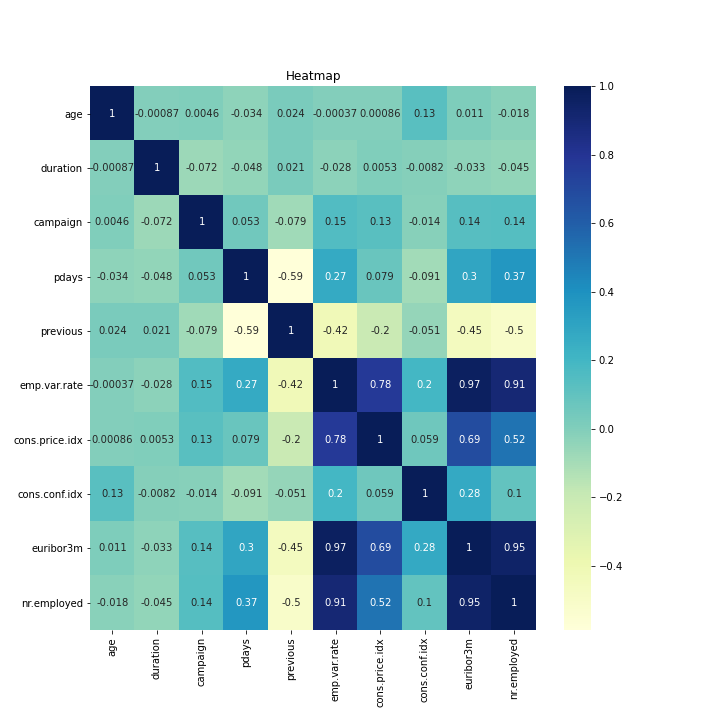 Heatmap
1.0
age 1 -0.00087 0.0046 -0.034 0.024 -0.00037 0.00086 0.13 0.011 -0.018
0.8
duration -0.00087 1 -0.072 -0.048 0.021 -0.028 0.0053 -0.0082 -0.033 -0.045
campaign 0.0046 -0.072 1 0.053 -0.079 0.15 0.13 -0.014 0.14 0.14
0.6
pdays -0.034 -0.048 0.053 1 -0.59 0.27 0.079 -0.091 0.3 0.37
0.4
previous 0.024 0.021 -0.079 -0.59 1 -0.42 -0.2 -0.051 -0.45 -0.5
0.2
emp.var.rate -0.00037 -0.028 0.15 0.27 -0.42 1 0.78 0.2 0.97 0.91
0.0
cons.price.idx 0.00086 0.0053 0.13 0.079 -0.2 0.78 1 0.059 0.69 0.52
cons.conf.idx 0.13 -0.0082 -0.014 -0.091 -0.051 0.2 0.059 1 0.28 0.1
−0.2
euribor3m 0.011 -0.033 0.14 0.3 -0.45 0.97 0.69 0.28 1 0.95
−0.4
nr.employed -0.018 -0.045 0.14 0.37 -0.5 0.91 0.52 0.1 0.95 1
age
duration
campaign
pdays
previous
emp.var.rate
cons.price.idx
cons.conf.idx
euribor3m
nr.employed